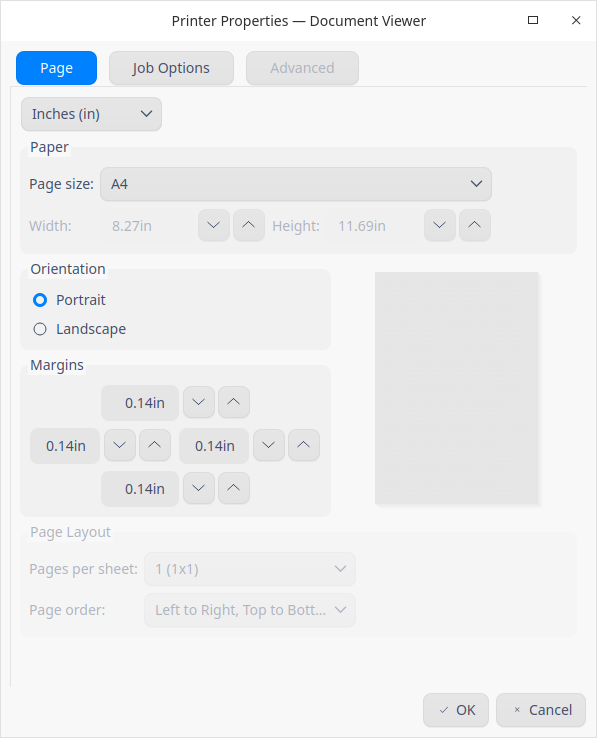 Printer Properties — Document Viewer
Page Job Options Advanced
Inches (in)
Paper
Page size: A4
Width: 8.27in Height: 11.69in
Orientation
Portrait
Landscape
Margins
0.14in
0.14in 0.14in
0.14in
Page Layout
Pages per sheet: 1 (1x1)
Page order: Left to Right, Top to Bott...
OK Cancel